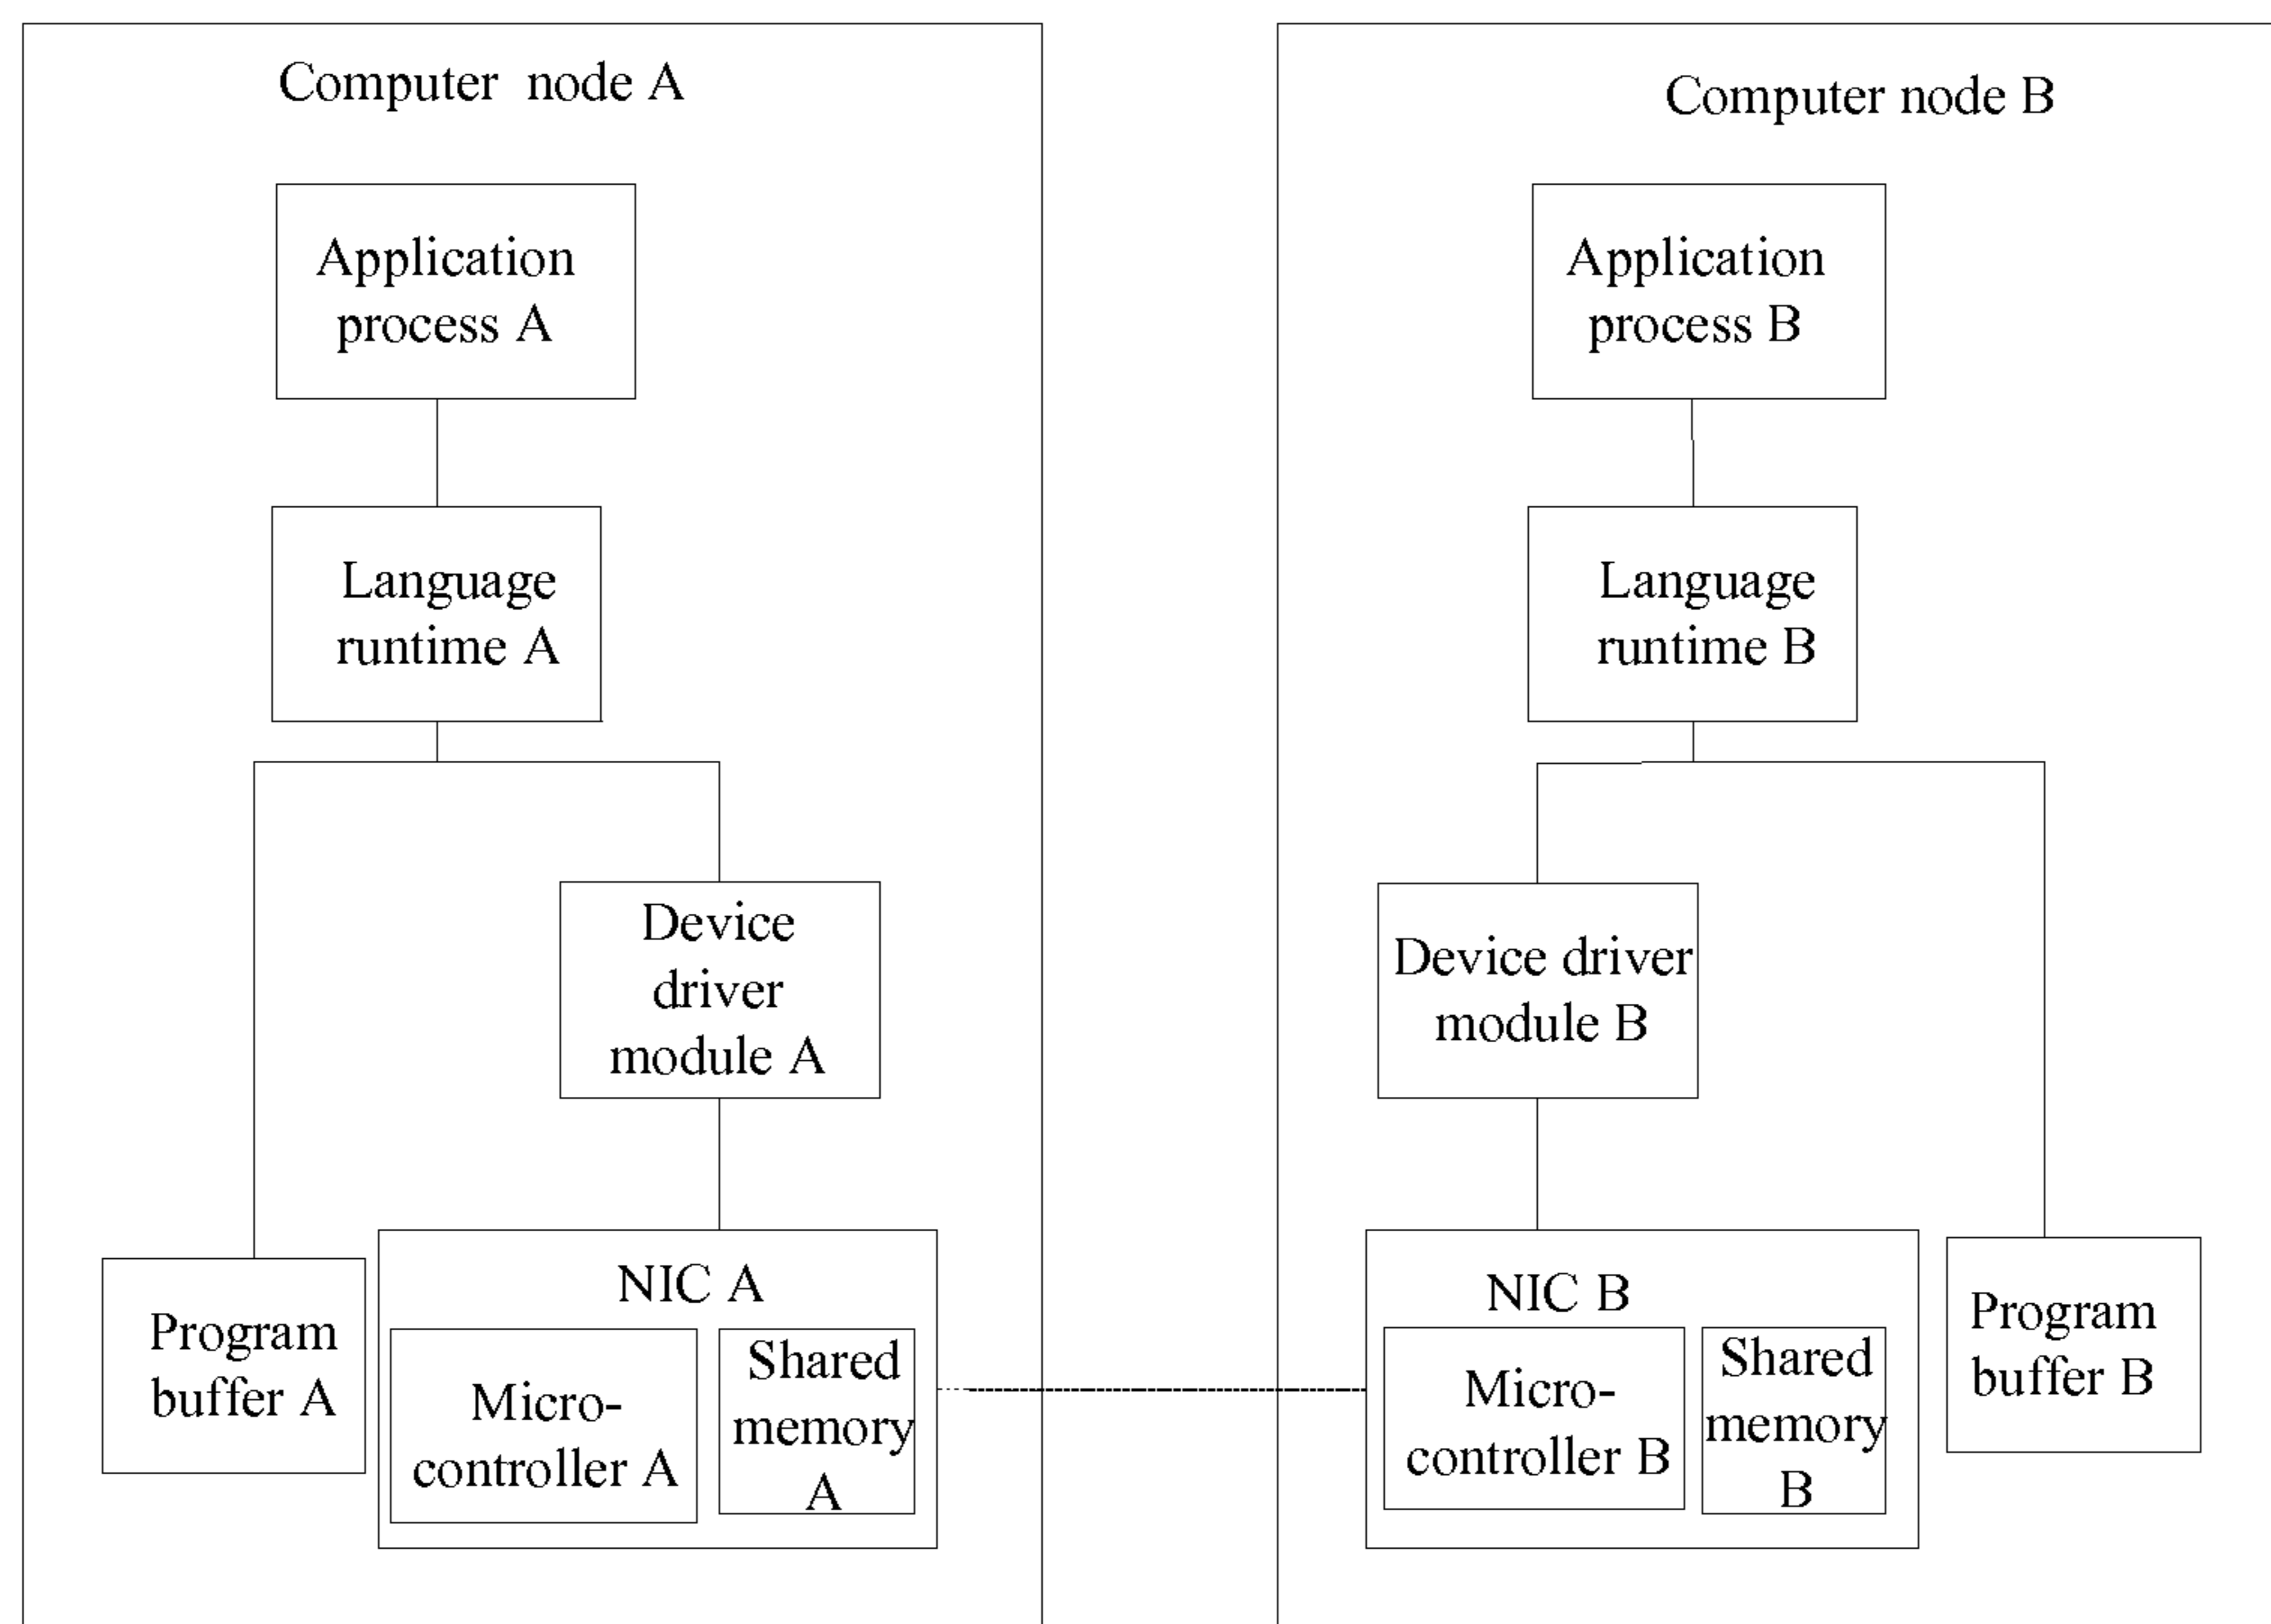 Computer node A
Application
process A
Language
runtime A
Device
driver
module A
Program
buffer A
NIC A
Micro-
controller A
Shared
memory
A
Computer node B
Application
process B
Language
runtime B
Device driver
module B
NIC B
Micro-
controller B
Shared
memory
B
Program
buffer B